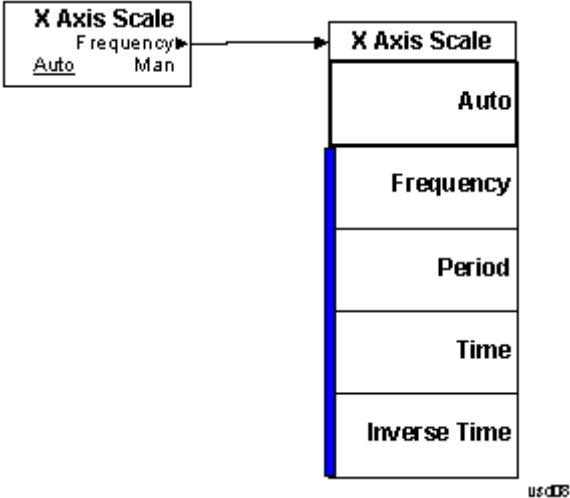 X Axis Scale
Frequency
Auto Man
X Axis Scale
Auto
Frequency
Period
Time
Inverse Time
usd08